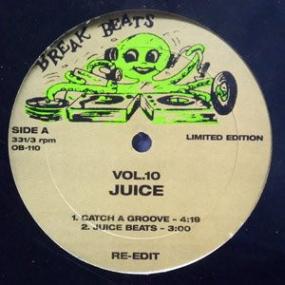 BREAK BEATS
SIDE A
33 1/3 rpm
OB-110
LIMITED EDITION
VOL.10
JUICE
1. CATCH A GROOVE - 4:19
2. JUICE BEATS - 3:00
RE-EDIT